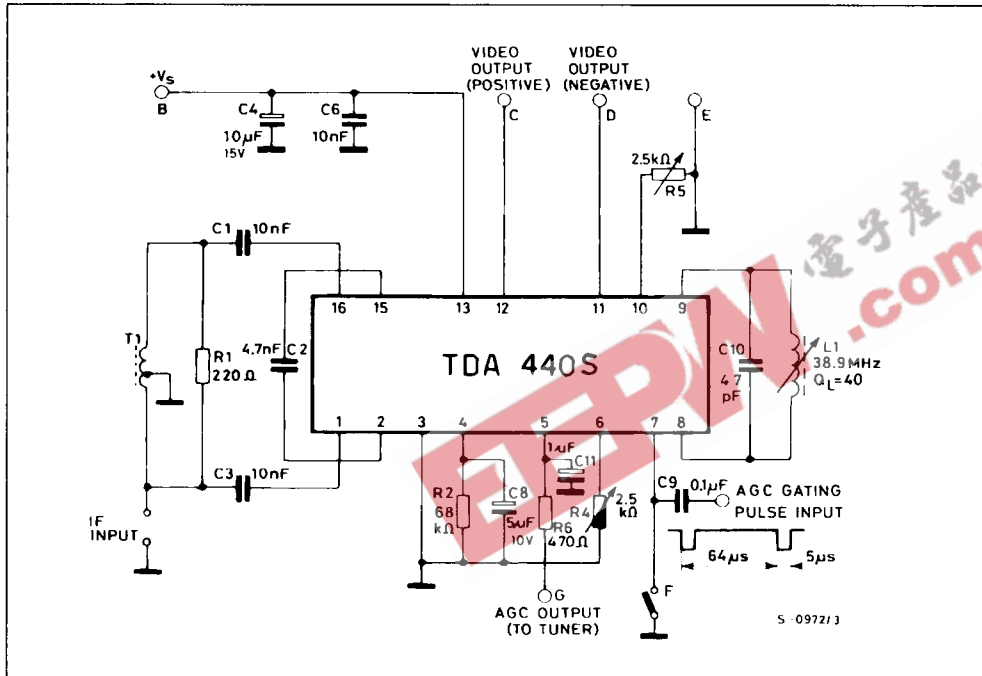 +Vs
B
C4
10µF
15V
C6
10nF
VIDEO
OUTPUT
(POSITIVE)
C
VIDEO
OUTPUT
(NEGATIVE)
D
E
2.5kΩ
R5
C1 10nF
16 15 13 12 11 10 9
T1
R1
220Ω
4.7nF C2
TDA 440S
C10
4.7
pF
L1
38.9MHz
QL=40
1 2 3 4 5 6 7 8
C3 10nF
IF
INPUT
R2
68
kΩ
C8
5µF
10V
1µF
C11
R6
470Ω
R4
2.5
kΩ
C9 0.1µF
AGC GATING
PULSE INPUT
64µs
5µs
G
AGC OUTPUT
(TO TUNER)
F
S-0972/3
EEPW
.com
電子產品